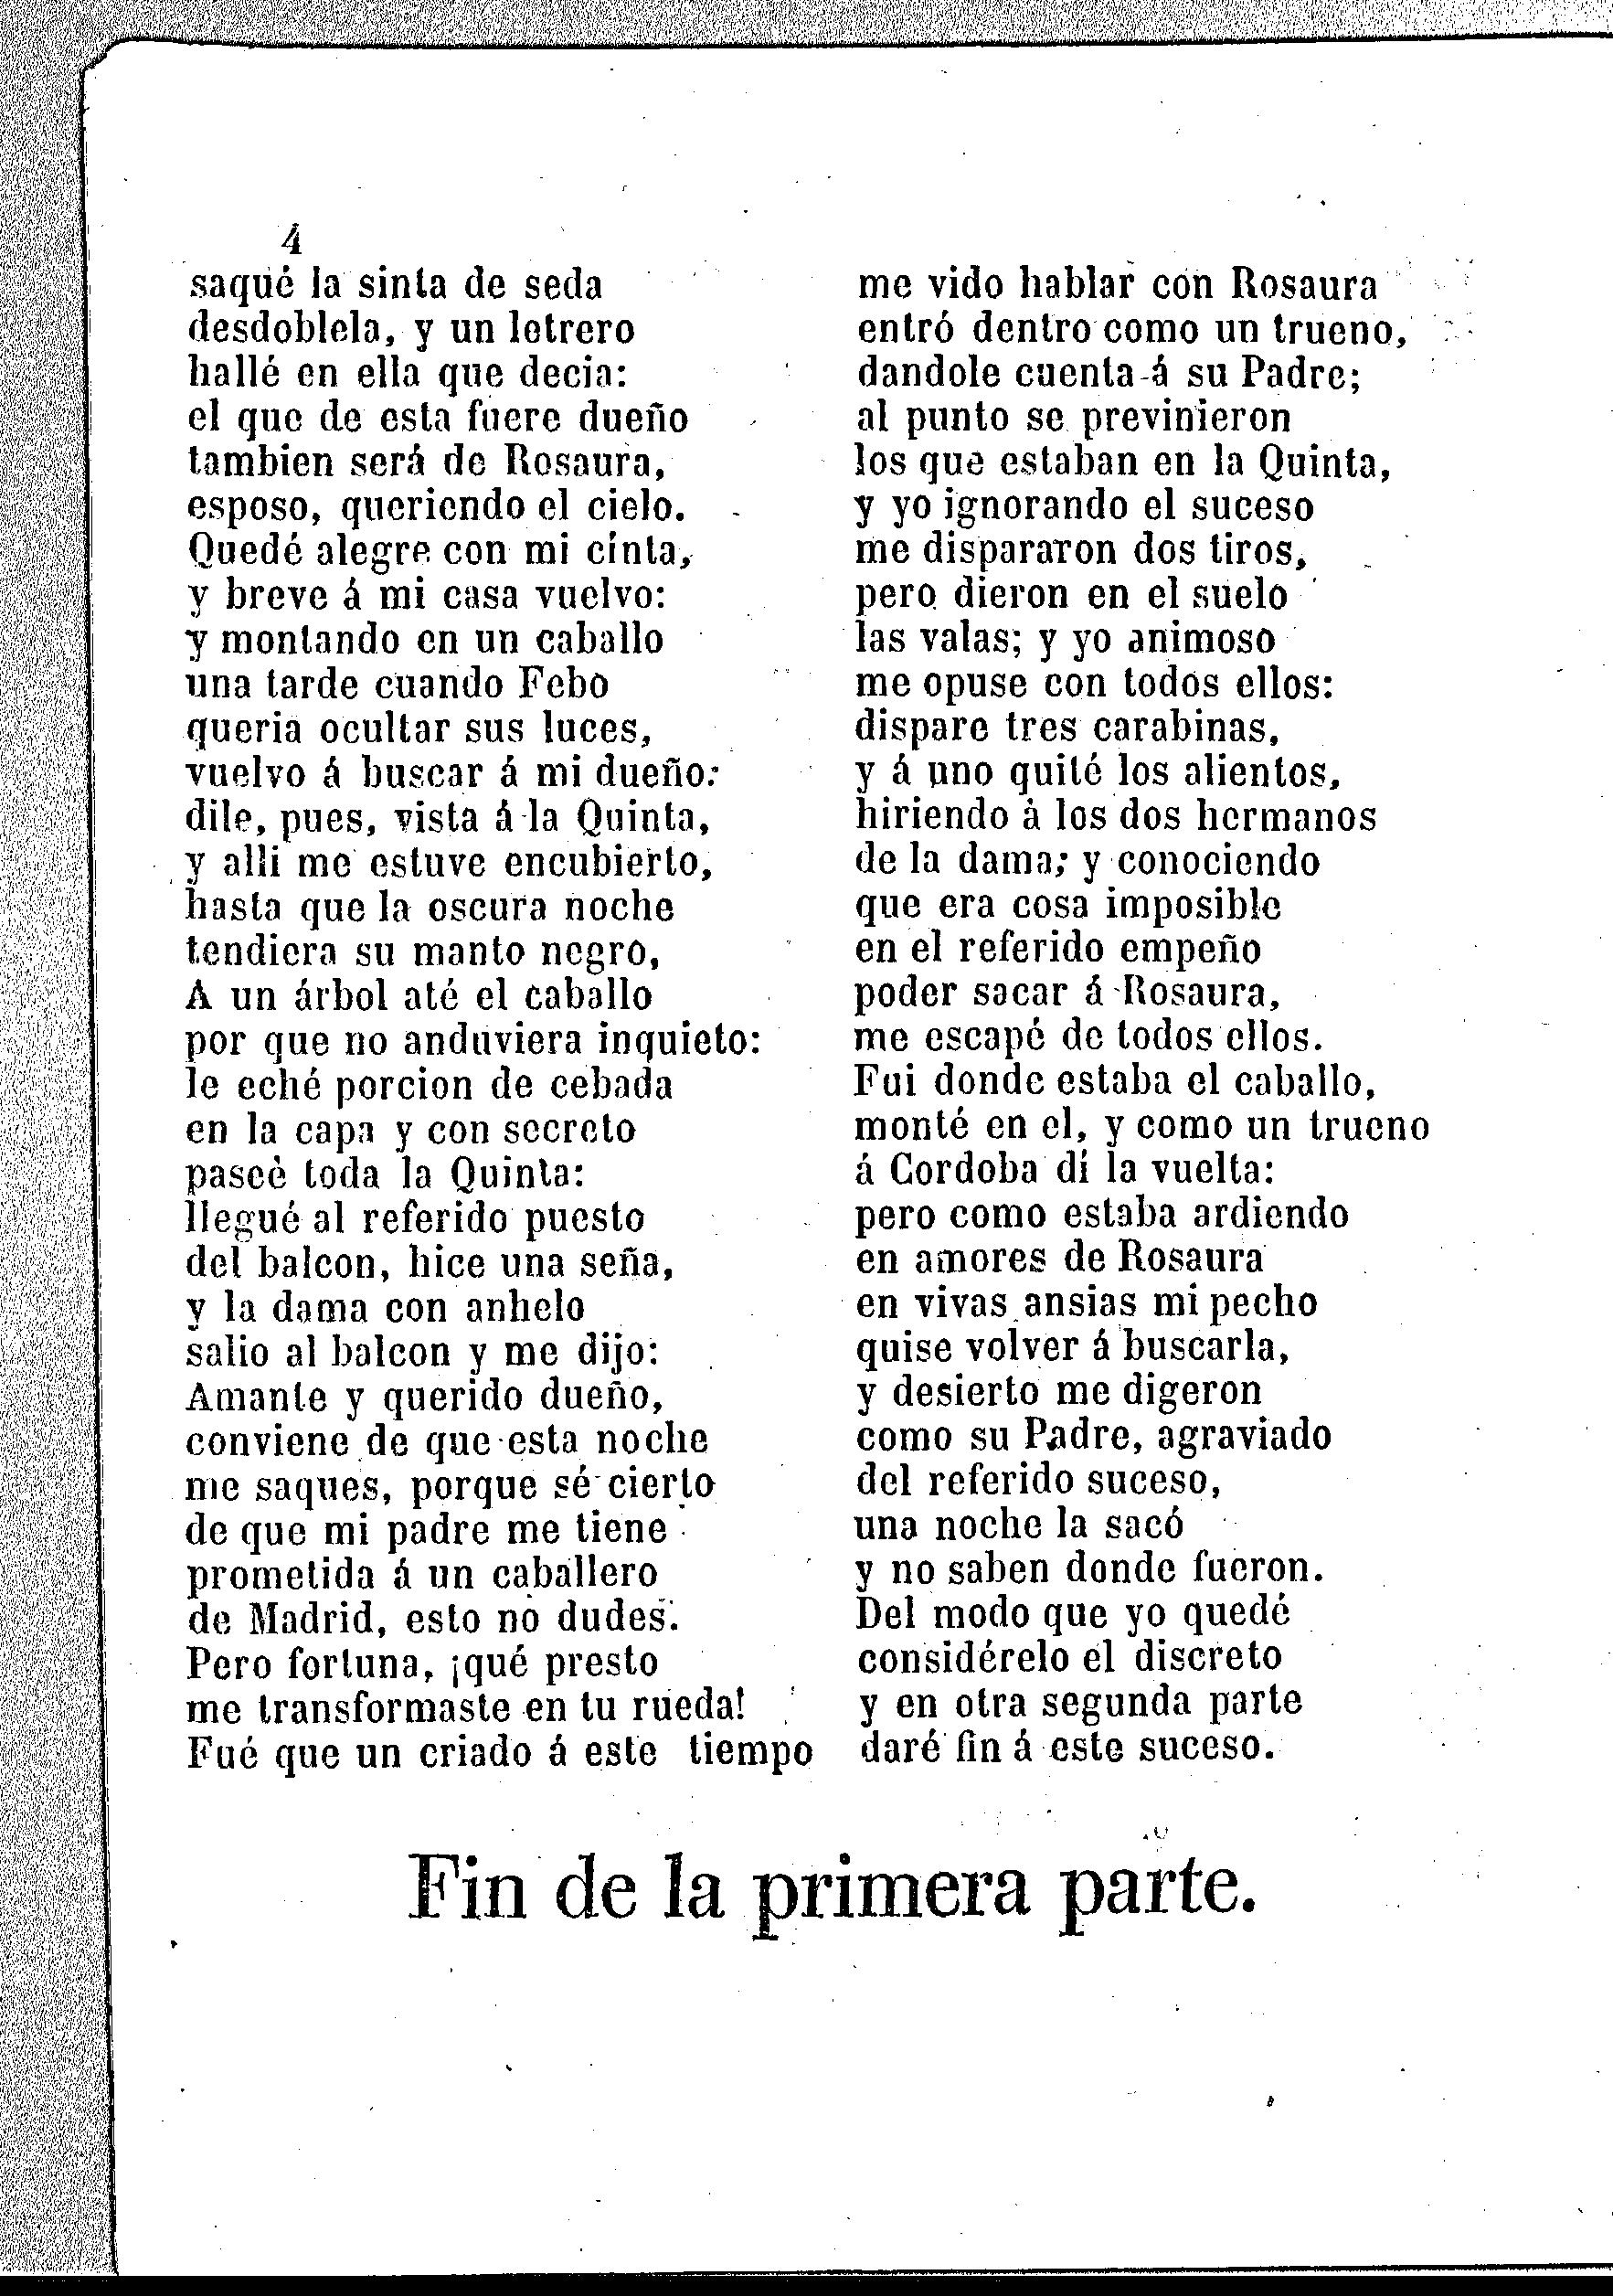 4
saqué la sinta de seda
desdoblela, y un letrero
hallé en ella que decia:
el que de esta fuere dueño
tambien será de Rosaura,
esposo, queriendo el cielo.
Quedé alegre con mi cinta,
y breve á mi casa vuelvo:
y montando en un caballo
una tarde cuando Febo
queria ocultar sus luces,
vuelvo á buscar á mi dueño:
dile, pues, vista á la Quinta,
y alli me estuve encubierto,
hasta que la oscura noche
tendiera su manto negro,
A un árbol até el caballo
por que no anduviera inquieto:
le eché porcion de cebada
en la capa y con secreto
paseè toda la Quinta:
llegué al referido puesto
del balcon, hice una seña,
y la dama con anhelo
salio al balcon y me dijo:
Amante y querido dueño,
conviene de que esta noche
me saques, porque sé cierto
de que mi padre me tiene
prometida á un caballero
de Madrid, esto no dudes.
Pero fortuna, ¡qué presto
me transformaste en tu rueda!
Fué que un criado á este tiempo
me vido hablar con Rosaura
entró dentro como un trueno,
dandole cuenta á su Padre;
al punto se previnieron
los que estaban en la Quinta,
y yo ignorando el suceso
me dispararon dos tiros,
pero dieron en el suelo
las valas; y yo animoso
me opuse con todos ellos:
dispare tres carabinas,
y á uno quité los alientos,
hiriendo à los dos hermanos
de la dama; y conociendo
que era cosa imposible
en el referido empeño
poder sacar á Rosaura,
me escapé de todos ellos.
Fui donde estaba el caballo,
monté en el, y como un trueno
á Cordoba dí la vuelta:
pero como estaba ardiendo
en amores de Rosaura
en vivas ansias mi pecho
quise volver á buscarla,
y desierto me digeron
como su Padre, agraviado
del referido suceso,
una noche la sacó
y no saben donde fueron.
Del modo que yo quedé
considérelo el discreto
y en otra segunda parte
daré fin á este suceso.
Fin de la primera parte.